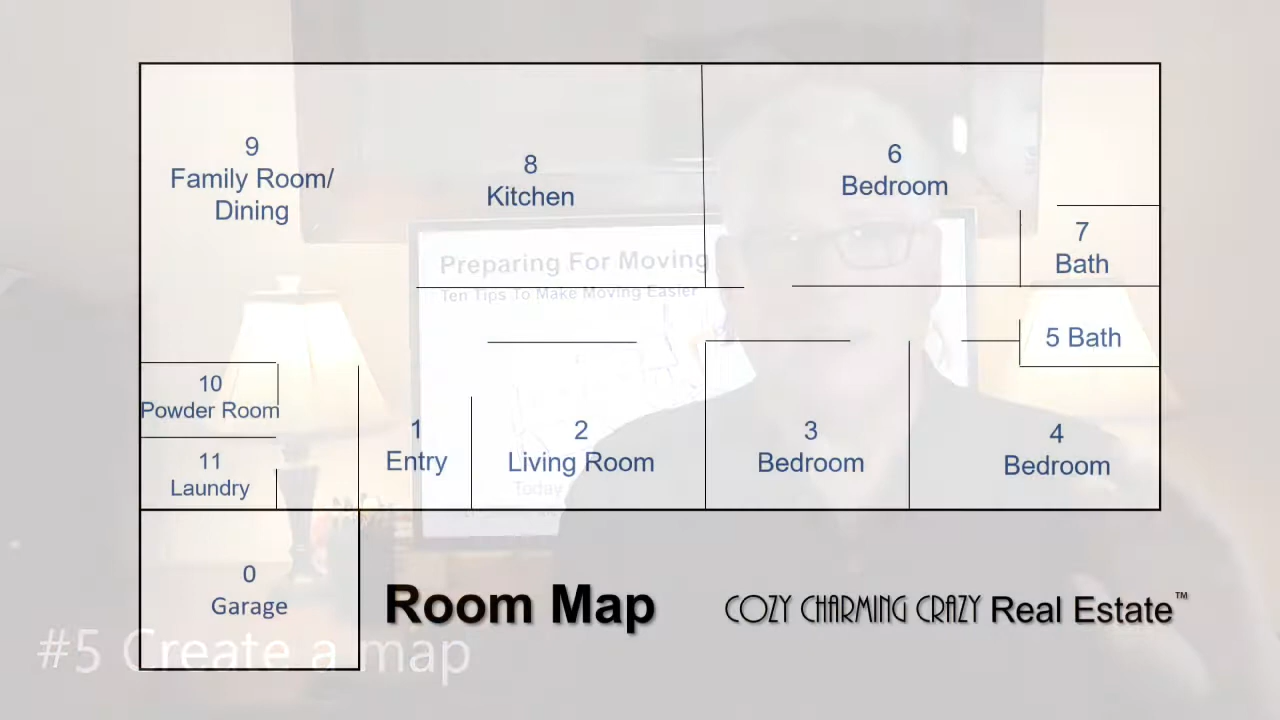 9
Family Room/
Dining
8
Kitchen
6
Bedroom
7
Bath
Preparing For Moving
Ten Tips To Make Moving Easier
5 Bath
10
Powder Room
11
Laundry
1
Entry
2
Living Room
3
Bedroom
4
Bedroom
Today
0
Garage
Room Map
COZY CHARMING CRAZY Real Estate™
#5 Create a map